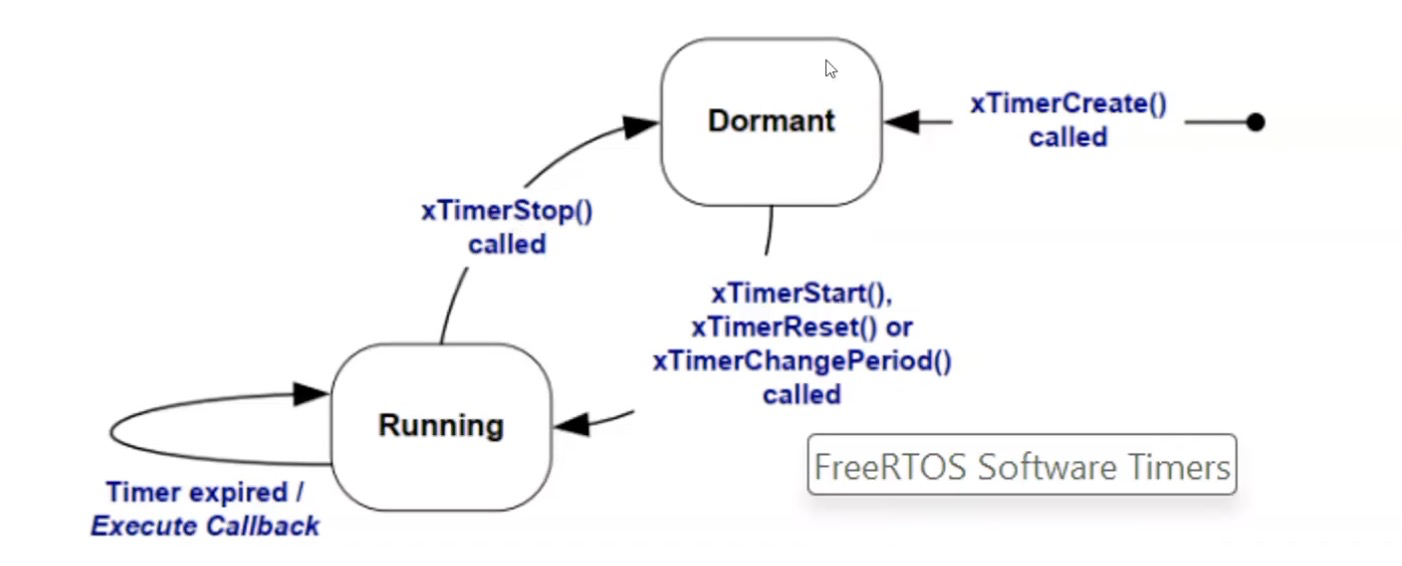 Dormant
xTimerCreate()
called
xTimerStop()
called
xTimerStart(),
xTimerReset() or
xTimerChangePeriod()
called
Running
FreeRTOS Software Timers
Timer expired /
Execute Callback